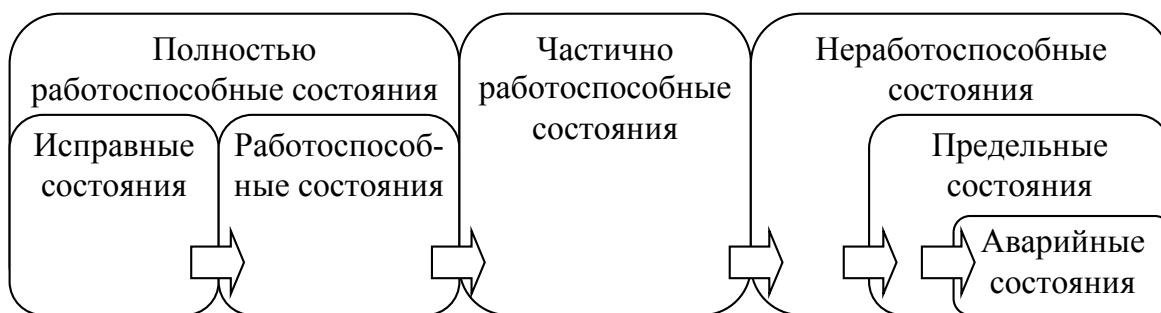 Полностью
работоспособные состояния
Исправные
состояния
Работоспособ-
ные состояния
Частично
работоспособные
состояния
Неработоспособные
состояния
Предельные
состояния
Аварийные
состояния